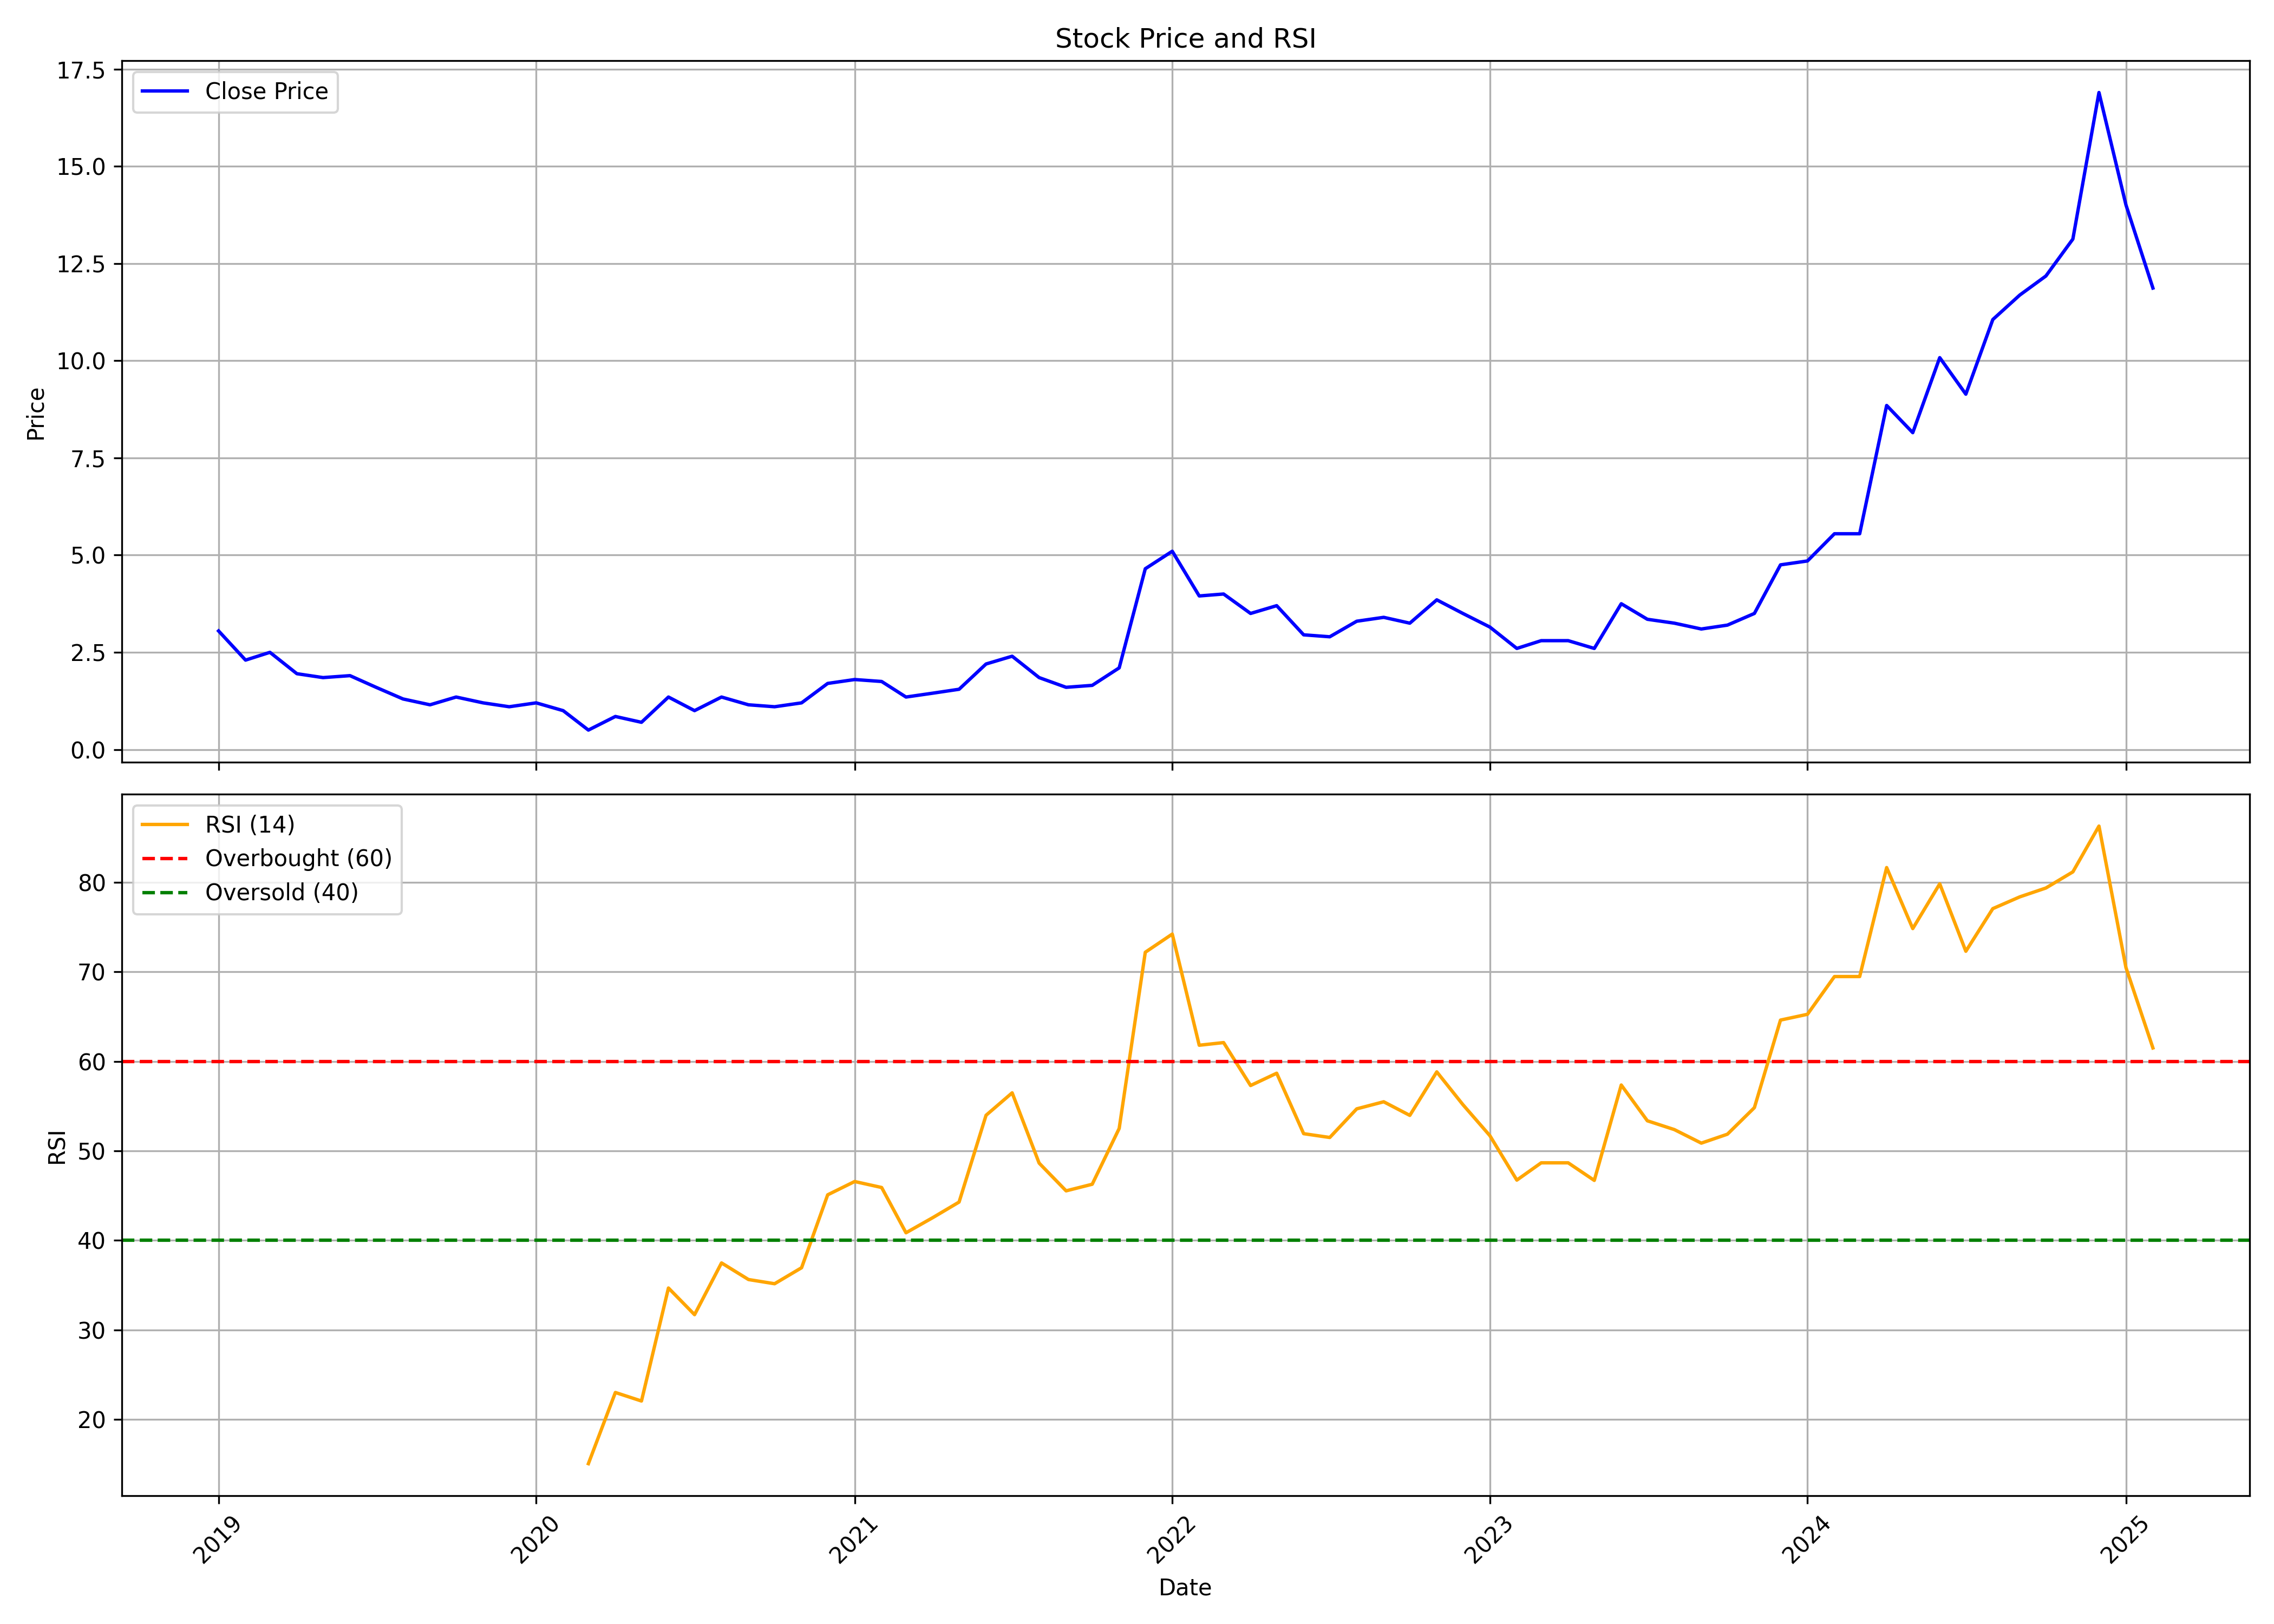 Stock Price and RSI
17.5
15.0
12.5
10.0
7.5
5.0
2.5
0.0
Price
Close Price
80
70
60
50
40
30
20
RSI
RSI (14)
Overbought (60)
Oversold (40)
2019
2020
2021
2022
2023
2024
2025
Date